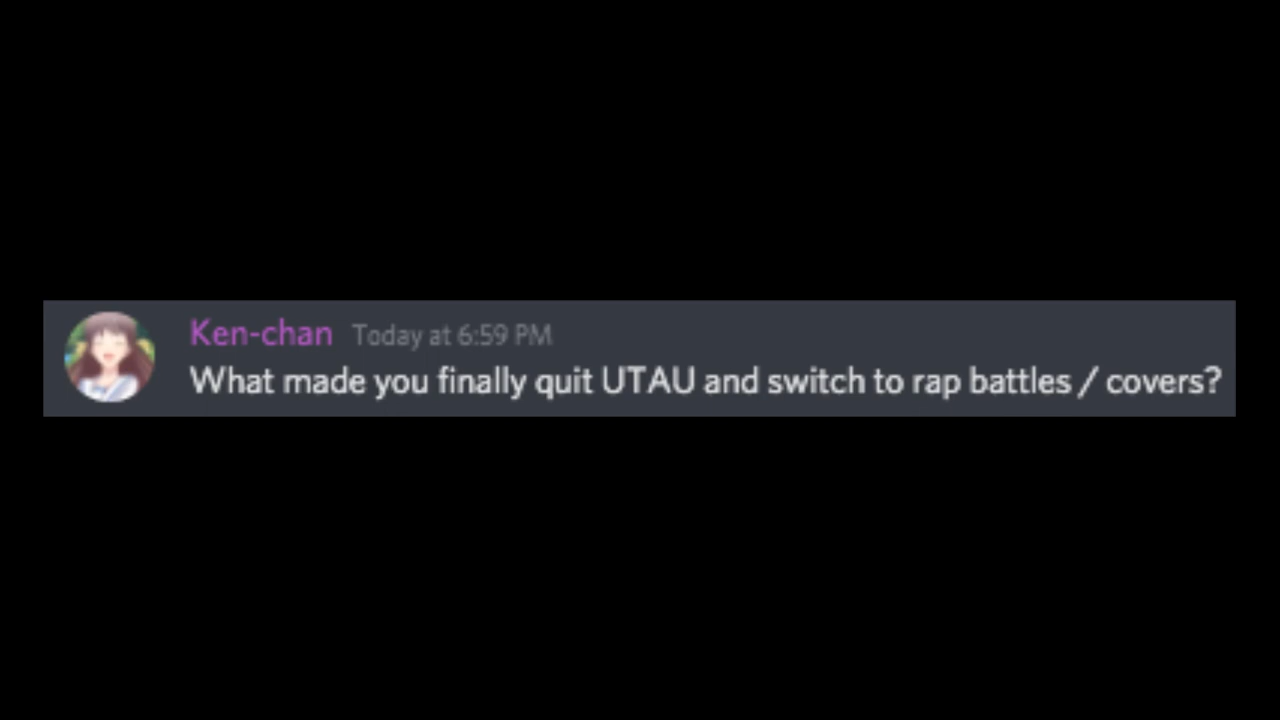 Ken-chan Today at 6:59 PM
What made you finally quit UTAU and switch to rap battles / covers?